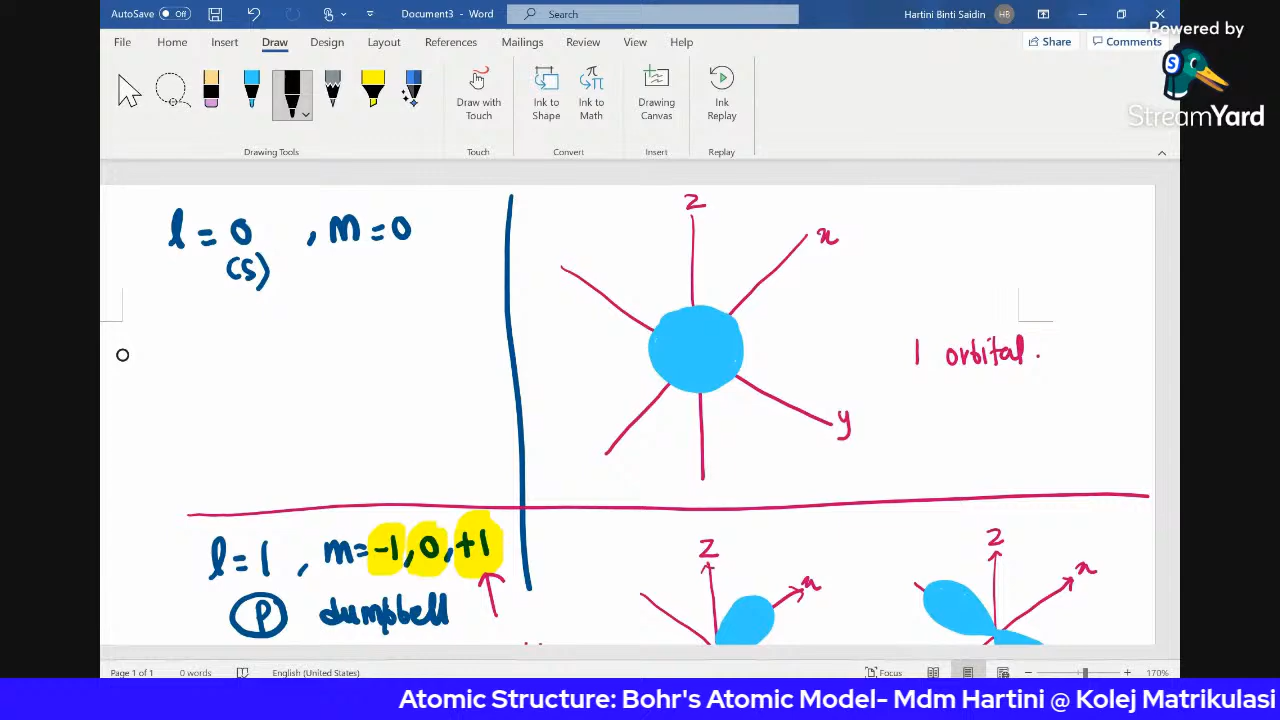 AutoSave Off
Document3 - Word
Search
Hartini Binti Saidin
HB
File Home Insert Draw Design Layout References Mailings Review View Help
Share Comments
Powered by
StreamYard
Draw with Touch
Ink to Shape
Ink to Math
Drawing Canvas
Ink Replay
Drawing Tools
Touch
Convert
Insert
Replay
l = 0 , m = 0
(s)
z
x
y
1 orbital.
l = 1 , m = -1, 0, +1
p dumpbell
z
x
z
x
Page 1 of 1 0 words English (United States) Focus 170%
Atomic Structure: Bohr's Atomic Model- Mdm Hartini @ Kolej Matrikulasi